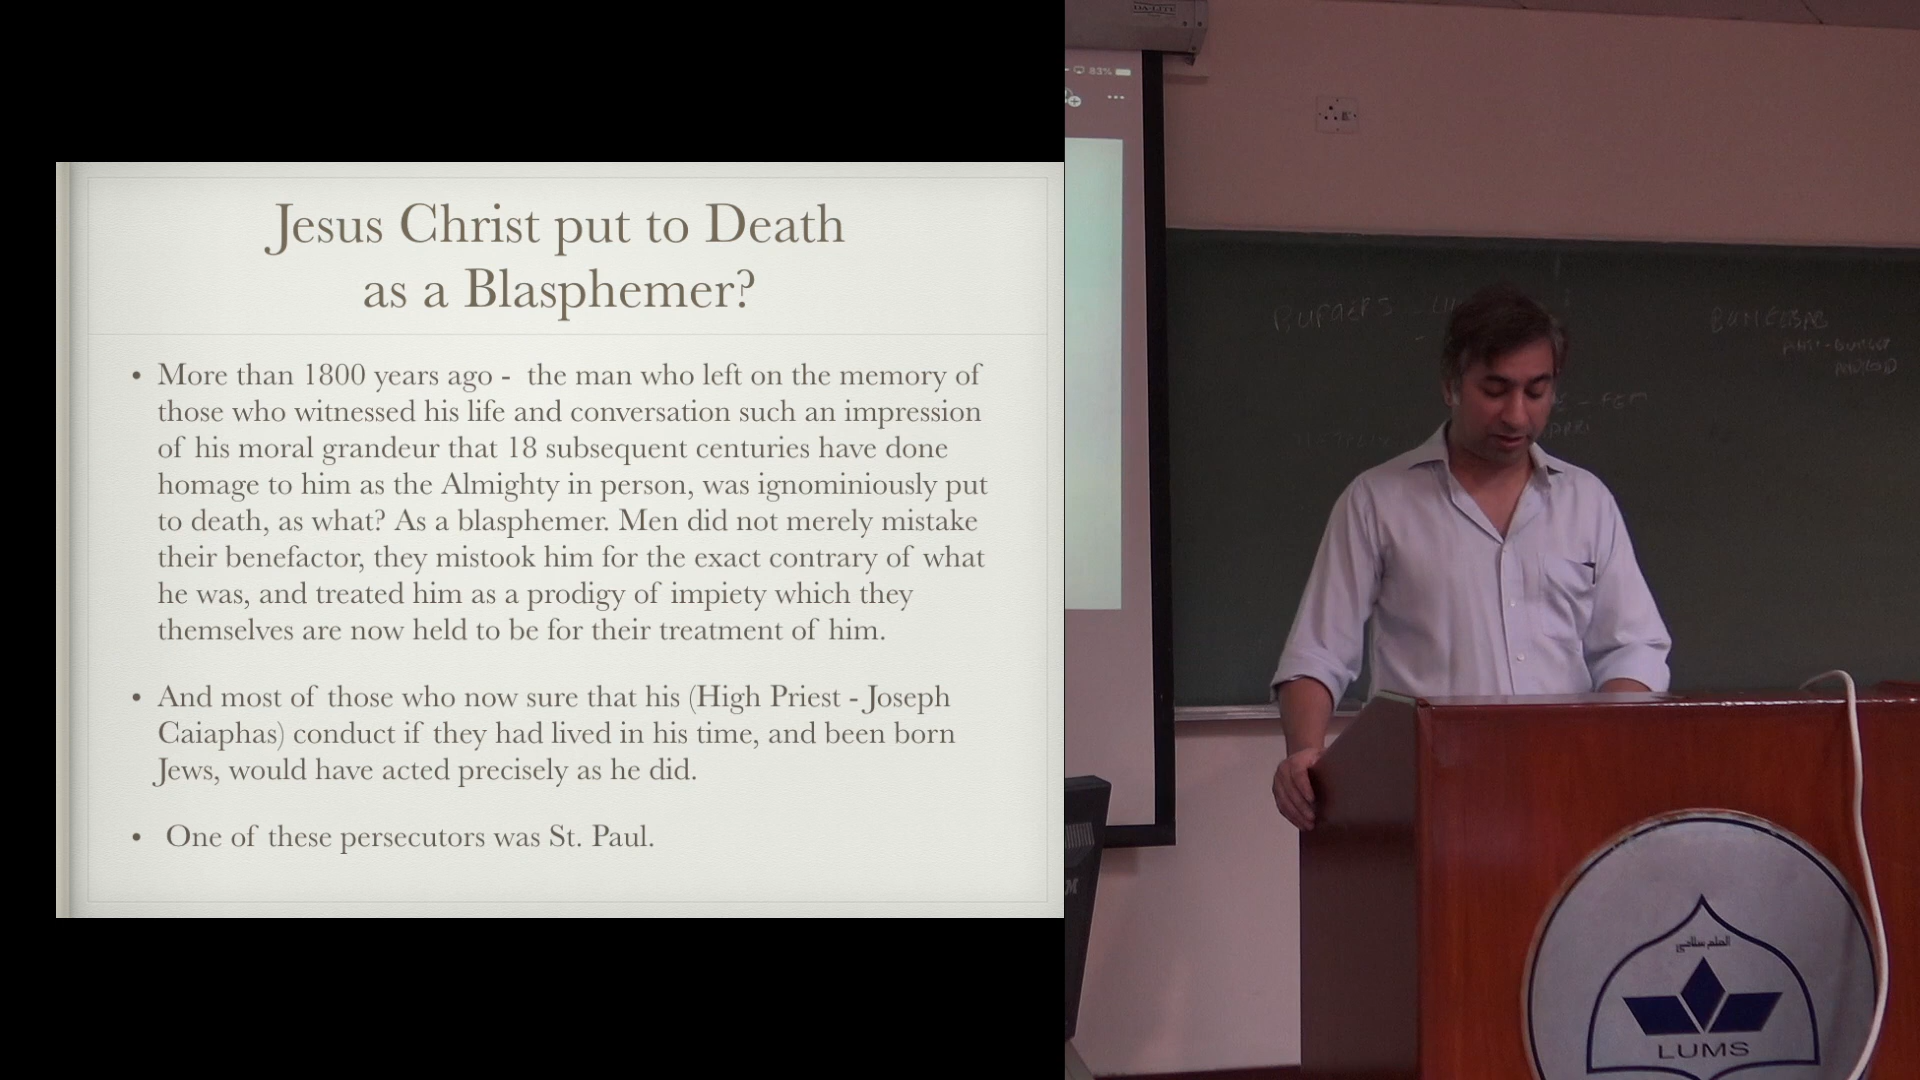 Jesus Christ put to Death
as a Blasphemer?
• More than 1800 years ago - the man who left on the memory of
those who witnessed his life and conversation such an impression
of his moral grandeur that 18 subsequent centuries have done
homage to him as the Almighty in person, was ignominiously put
to death, as what? As a blasphemer. Men did not merely mistake
their benefactor, they mistook him for the exact contrary of what
he was, and treated him as a prodigy of impiety which they
themselves are now held to be for their treatment of him.
• And most of those who now sure that his (High Priest - Joseph
Caiaphas) conduct if they had lived in his time, and been born
Jews, would have acted precisely as he did.
• One of these persecutors was St. Paul.
DA-LITE
83%
BURGERS
LUMS